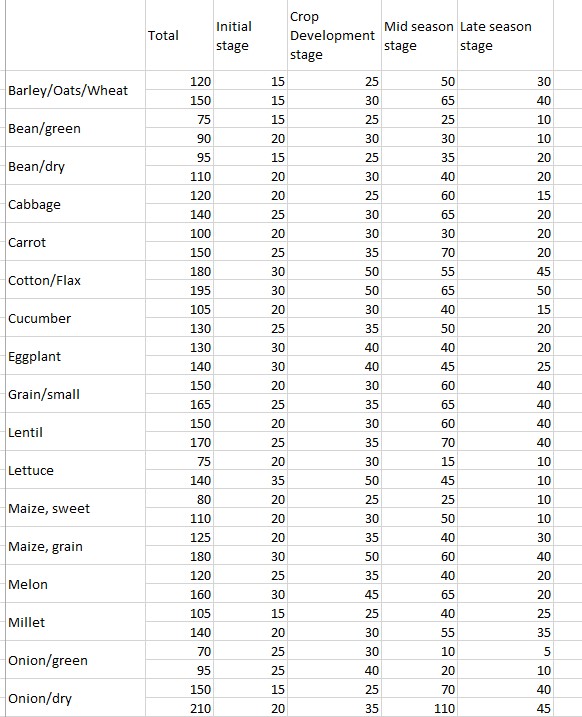 Total Initial stage Crop Development stage Mid season stage Late season stage
Barley/Oats/Wheat 120 15 25 50 30
150 15 30 65 40
Bean/green 75 15 25 25 10
90 20 30 30 10
Bean/dry 95 15 25 35 20
110 20 30 40 20
Cabbage 120 20 25 60 15
140 25 30 65 20
Carrot 100 20 30 30 20
150 25 35 70 20
Cotton/Flax 180 30 50 55 45
195 30 50 65 50
Cucumber 105 20 30 40 15
130 25 35 50 20
Eggplant 130 30 40 40 20
140 30 40 45 25
Grain/small 150 20 30 60 40
165 25 35 65 40
Lentil 150 20 30 60 40
170 25 35 70 40
Lettuce 75 20 30 15 10
140 35 50 45 10
Maize, sweet 80 20 25 25 10
110 20 30 50 10
Maize, grain 125 20 35 40 30
180 30 50 60 40
Melon 120 25 35 40 20
160 30 45 65 20
Millet 105 15 25 40 25
140 20 30 55 35
Onion/green 70 25 30 10 5
95 25 40 20 10
Onion/dry 150 15 25 70 40
210 20 35 110 45